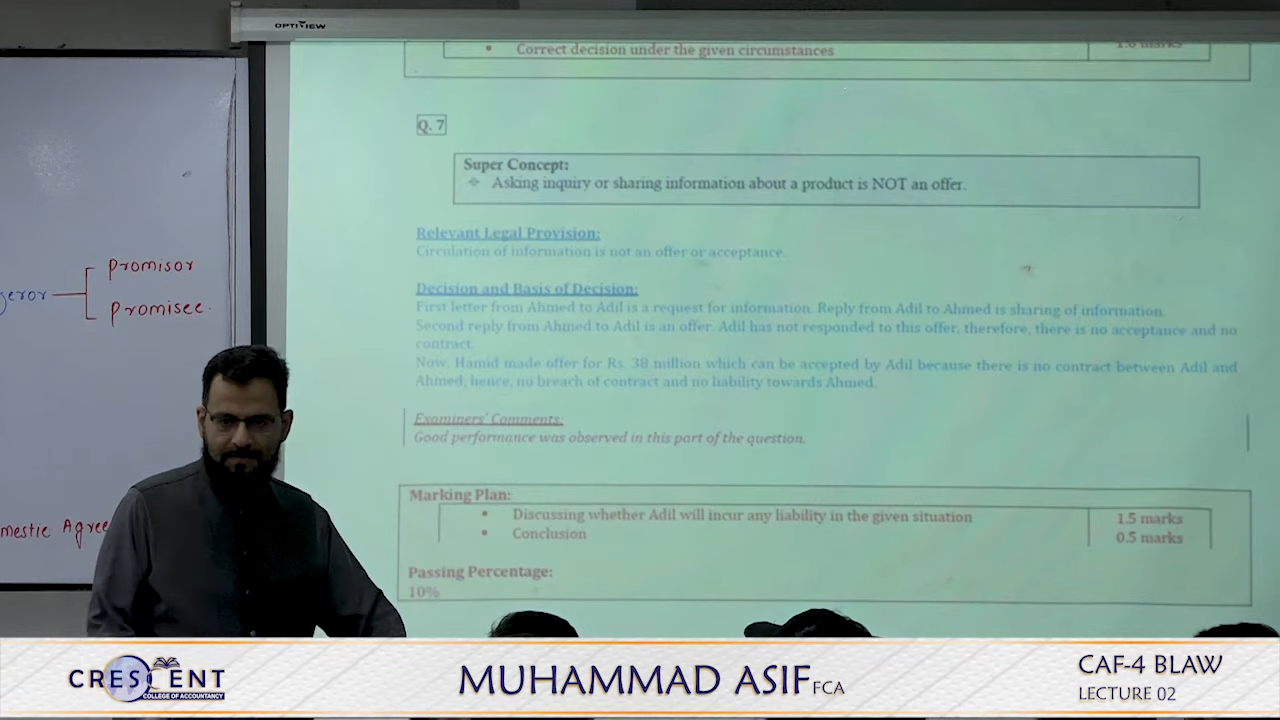 OPTIVIEW
• Correct decision under the given circumstances 1.0 marks
Q. 7
Super Concept:
❖ Asking inquiry or sharing information about a product is NOT an offer.
Relevant Legal Provision:
Circulation of information is not an offer or acceptance.
Decision and Basis of Decision:
First letter from Ahmed to Adil is a request for information. Reply from Adil to Ahmed is sharing of information.
Second reply from Ahmed to Adil is an offer. Adil has not responded to this offer, therefore, there is no acceptance and no
contract.
Now, Hamid made offer for Rs. 38 million which can be accepted by Adil because there is no contract between Adil and
Ahmed, hence, no breach of contract and no liability towards Ahmed.
Examiners' Comments:
Good performance was observed in this part of the question.
Marking Plan:
• Discussing whether Adil will incur any liability in the given situation 1.5 marks
• Conclusion 0.5 marks
Passing Percentage:
10%
promisor
promisee.
CRESCENT
COLLEGE OF ACCOUNTANCY
MUHAMMAD ASIF FCA
CAF-4 BLAW
LECTURE 02